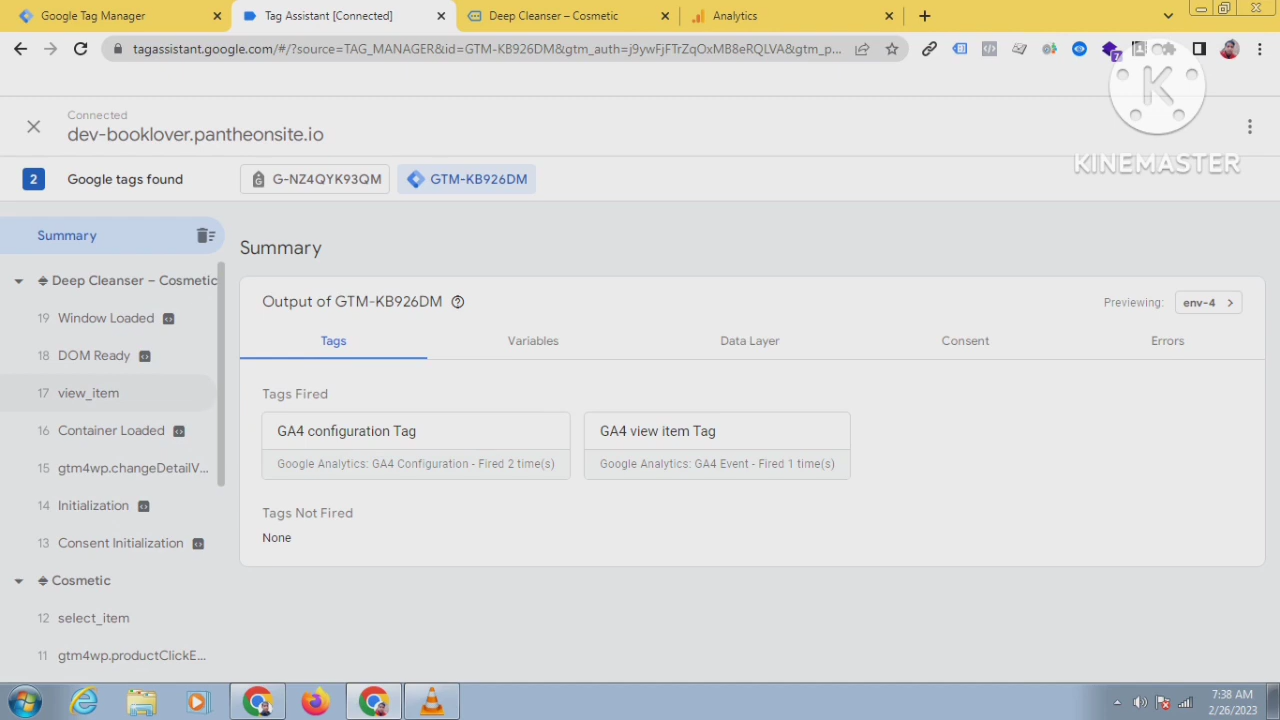 Google Tag Manager
Tag Assistant [Connected]
Deep Cleanser – Cosmetic
Analytics
tagassistant.google.com/#/?source=TAG_MANAGER&id=GTM-KB926DM&gtm_auth=j9ywFjFTrZqOxMB8eRQLVA&gtm_p...
7
K
KINEMASTER
Connected
dev-booklover.pantheonsite.io
2 Google tags found
G-NZ4QYK93QM
GTM-KB926DM
Summary
Deep Cleanser – Cosmetic
19 Window Loaded
18 DOM Ready
17 view_item
16 Container Loaded
15 gtm4wp.changeDetailV...
14 Initialization
13 Consent Initialization
Cosmetic
12 select_item
11 gtm4wp.productClickE...
Summary
Output of GTM-KB926DM
Previewing: env-4
Tags Variables Data Layer Consent Errors
Tags Fired
GA4 configuration Tag
Google Analytics: GA4 Configuration - Fired 2 time(s)
GA4 view item Tag
Google Analytics: GA4 Event - Fired 1 time(s)
Tags Not Fired
None
7:38 AM
2/26/2023